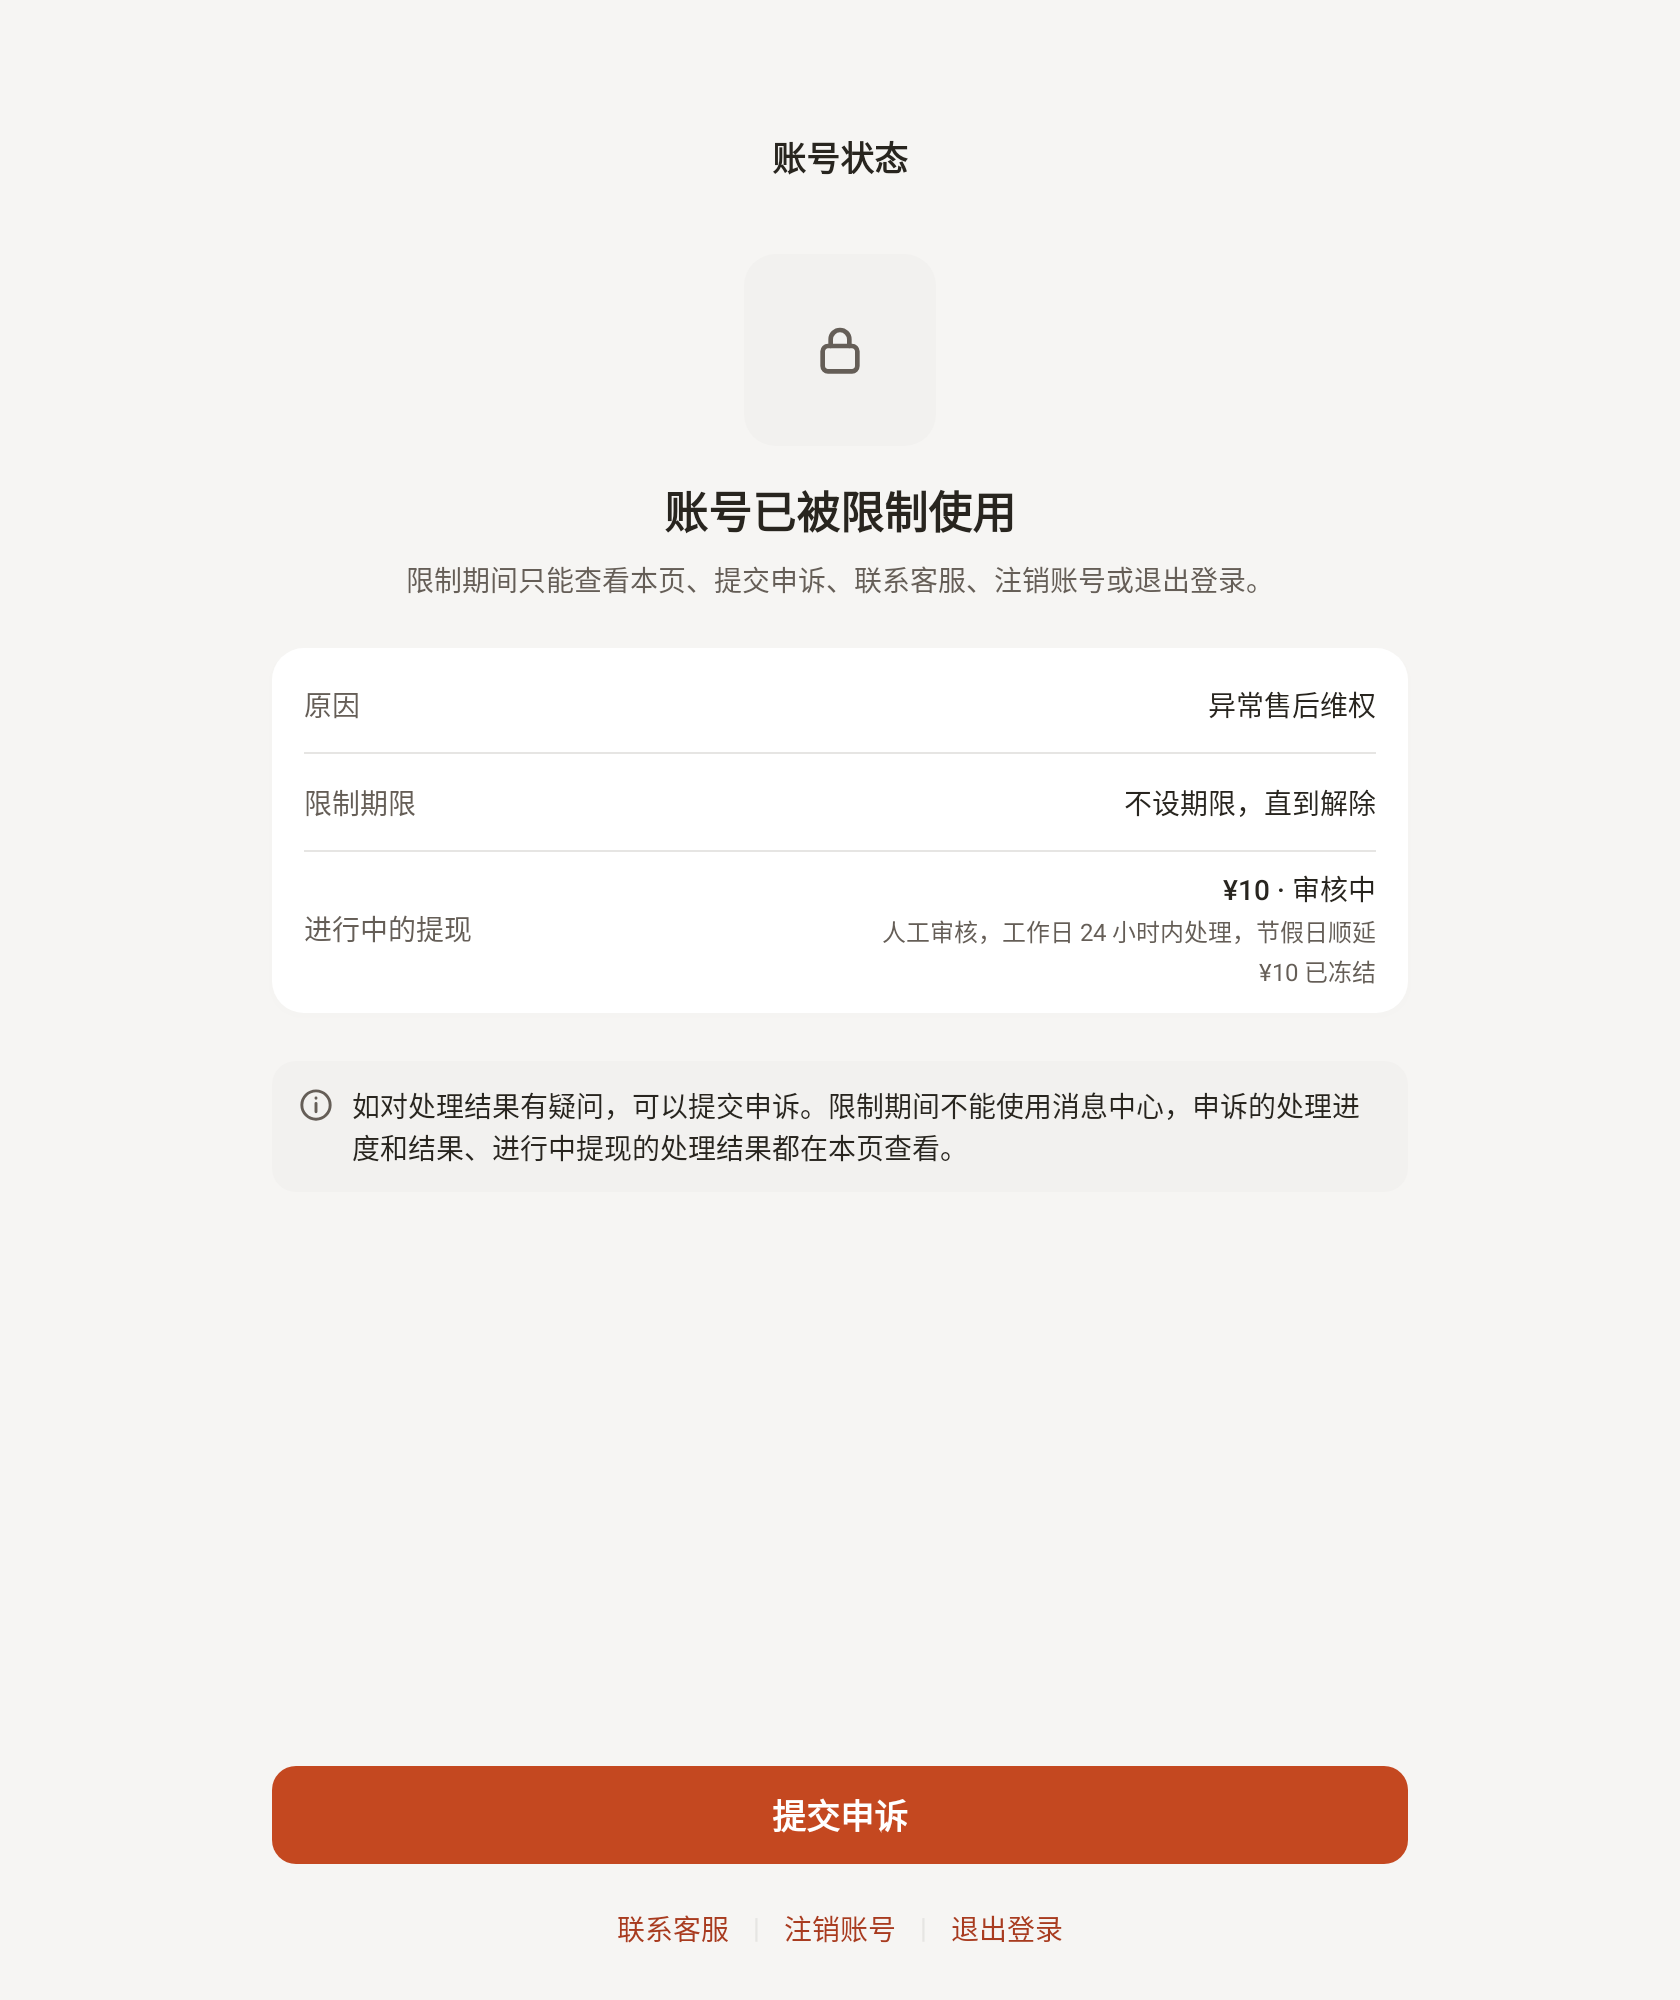 账号状态
账号已被限制使用
限制期间只能查看本页、提交申诉、联系客服、注销账号或退出登录。
原因
异常售后维权
限制期限
不设期限，直到解除
进行中的提现
¥10 · 审核中
人工审核，工作日 24 小时内处理，节假日顺延
¥10 已冻结
如对处理结果有疑问，可以提交申诉。限制期间不能使用消息中心，申诉的处理进
度和结果、进行中提现的处理结果都在本页查看。
提交申诉
联系客服
注销账号
退出登录